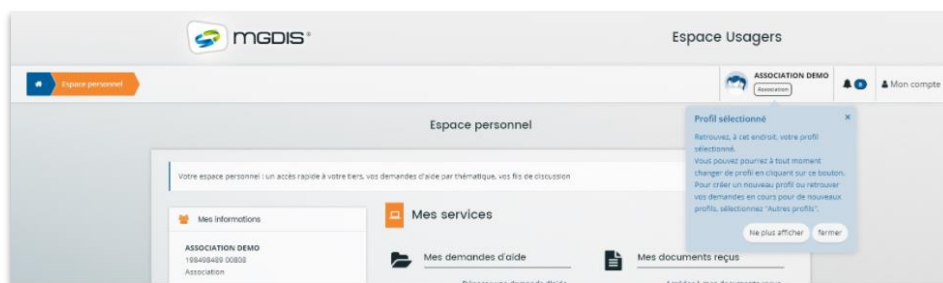 MGDIS
Espace Usagers
Espace personnel
ASSOCIATION DEMO
Association
Mon compte
Espace personnel
Profil sélectionné
×
Retrouvez, à cet endroit, votre profil
sélectionné.
Vous pouvez pourrez à tout moment
changer de profil en cliquant sur ce bouton.
Pour créer un nouveau profil ou retrouver
vos demandes en cours pour de nouveaux
profils, sélectionnez "Autres profils".
Ne plus afficher
fermer
Votre espace personnel : un accès rapide à votre tiers, vos demandes d'aide par thématique, vos fils de discussion
Mes informations
ASSOCIATION DEMO
Association
Mes services
Mes demandes d'aide
Mes documents reçus